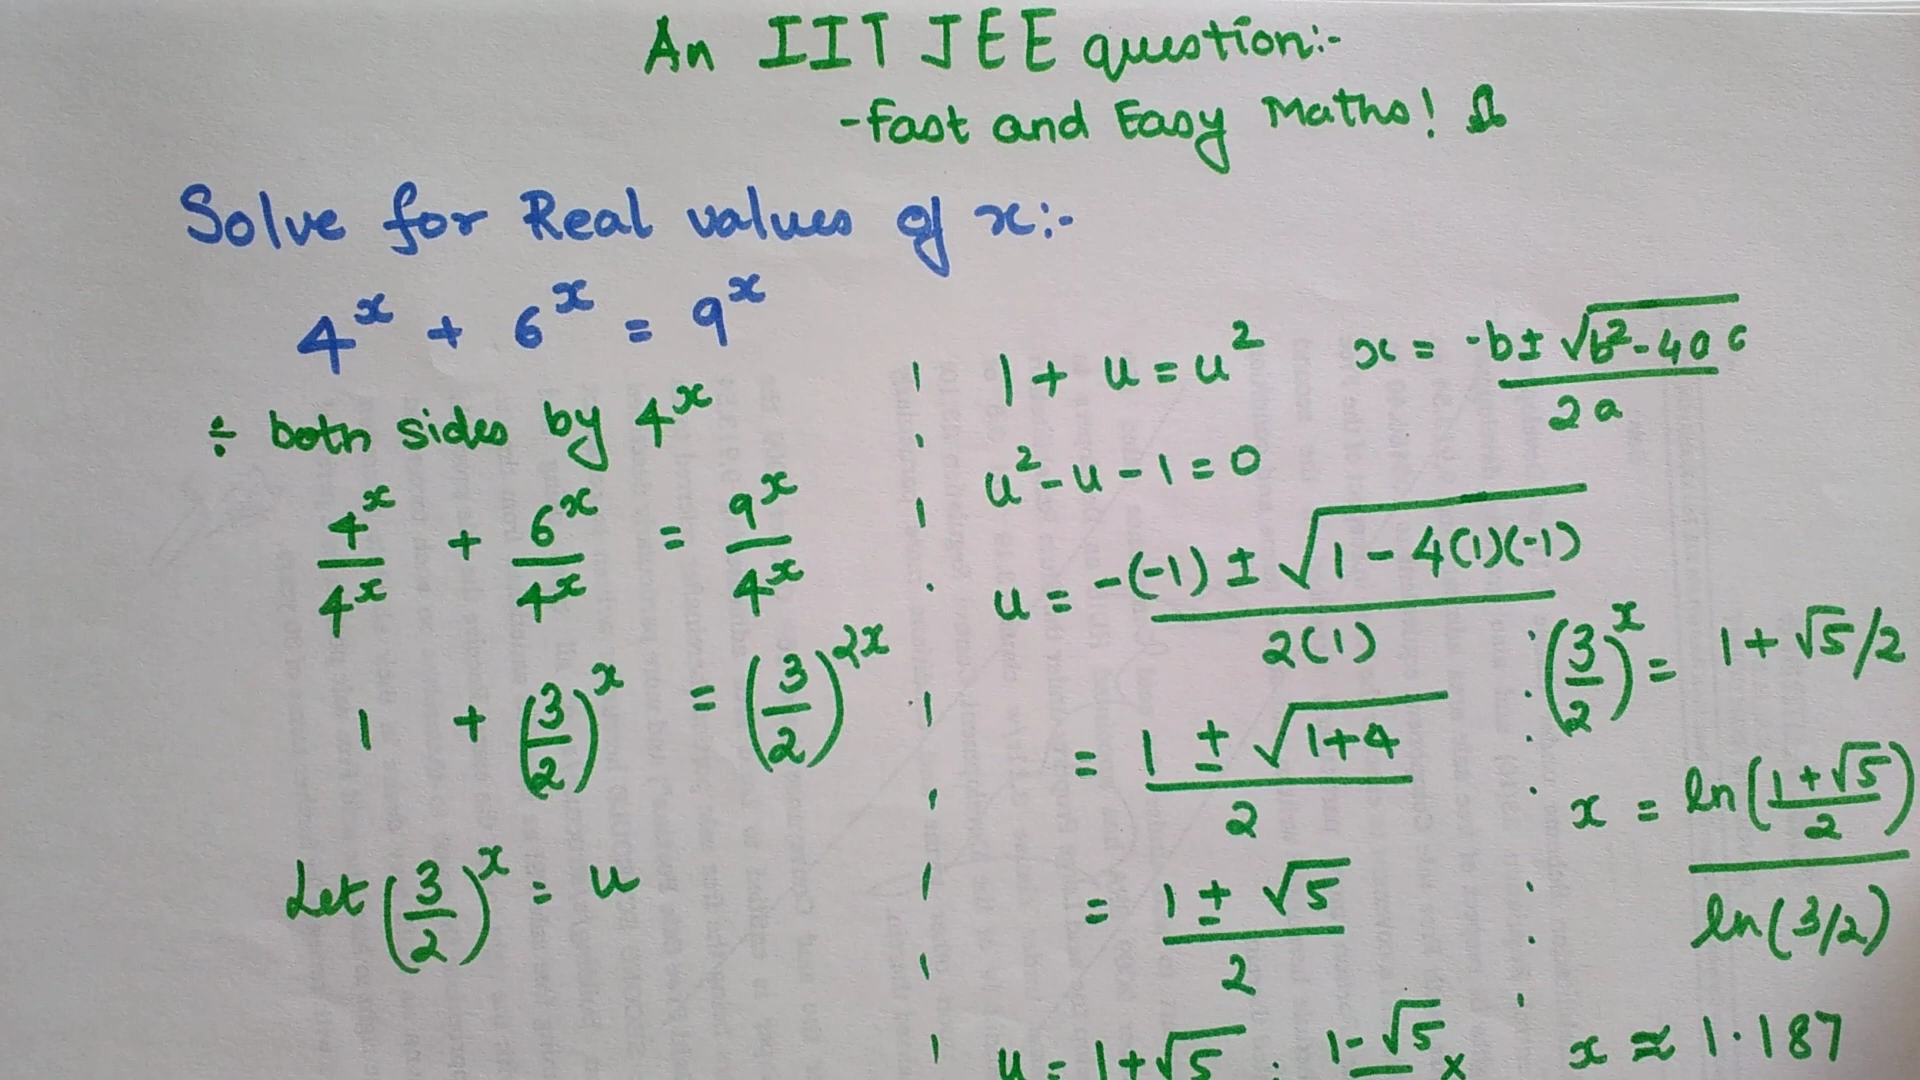 An IIT JEE question:-
-fast and Easy Maths!
Solve for Real values of x:-
4^x + 6^x = 9^x
÷ both sides by 4^x
4^x/4^x + 6^x/4^x = 9^x/4^x
1 + (3/2)^x = (3/2)^2x
Let (3/2)^x = u
1 + u = u^2
u^2 - u - 1 = 0
u = -(-1) ± √1 - 4(1)(-1) / 2(1)
= 1 ± √1+4 / 2
= 1 ± √5 / 2
u = 1+√5 ; 1-√5 x
x = -b ± √b^2-4ac / 2a
(3/2)^x = 1 + √5/2
x = ln(1+√5/2) / ln(3/2)
x ≈ 1.187